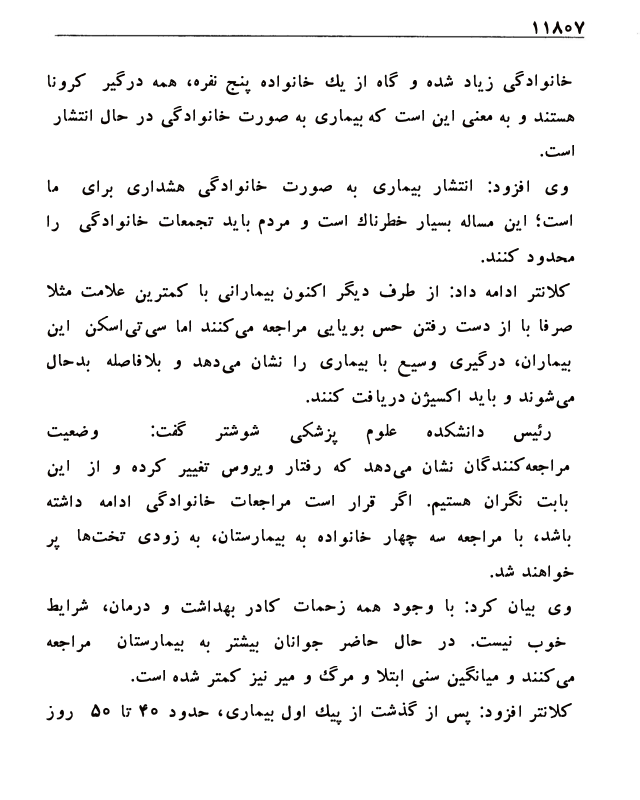 ۱۱۸۰۷
خانوادگی زیاد شده و گاه از یك خانواده پنج نفره، همه درگیر کرونا
هستند و به معنی این است که بیماری به صورت خانوادگی در حال انتشار
است.
وی افزود: انتشار بیماری به صورت خانوادگی هشداری برای ما
است؛ این مساله بسیار خطرناك است و مردم باید تجمعات خانوادگی را
محدود کنند.
کلانتر ادامه داد: از طرف دیگر اکنون بیمارانی با کمترین علامت مثلا
صرفا با از دست رفتن حس بویایی مراجعه می‌کنند اما سی‌تی‌اسکن این
بیماران، درگیری وسیع با بیماری را نشان می‌دهد و بلافاصله بدحال
می‌شوند و باید اکسیژن دریافت کنند.
رئیس دانشکده علوم پزشکی شوشتر گفت: وضعیت
مراجعه‌کنندگان نشان می‌دهد که رفتار ویروس تغییر کرده و از این
بابت نگران هستیم. اگر قرار است مراجعات خانوادگی ادامه داشته
باشد، با مراجعه سه چهار خانواده به بیمارستان، به زودی تخت‌ها پر
خواهند شد.
وی بیان کرد: با وجود همه زحمات کادر بهداشت و درمان، شرایط
خوب نیست. در حال حاضر جوانان بیشتر به بیمارستان مراجعه
می‌کنند و میانگین سنی ابتلا و مرگ و میر نیز کمتر شده است.
کلانتر افزود: پس از گذشت از پیك اول بیماری، حدود ۴۰ تا ۵۰ روز